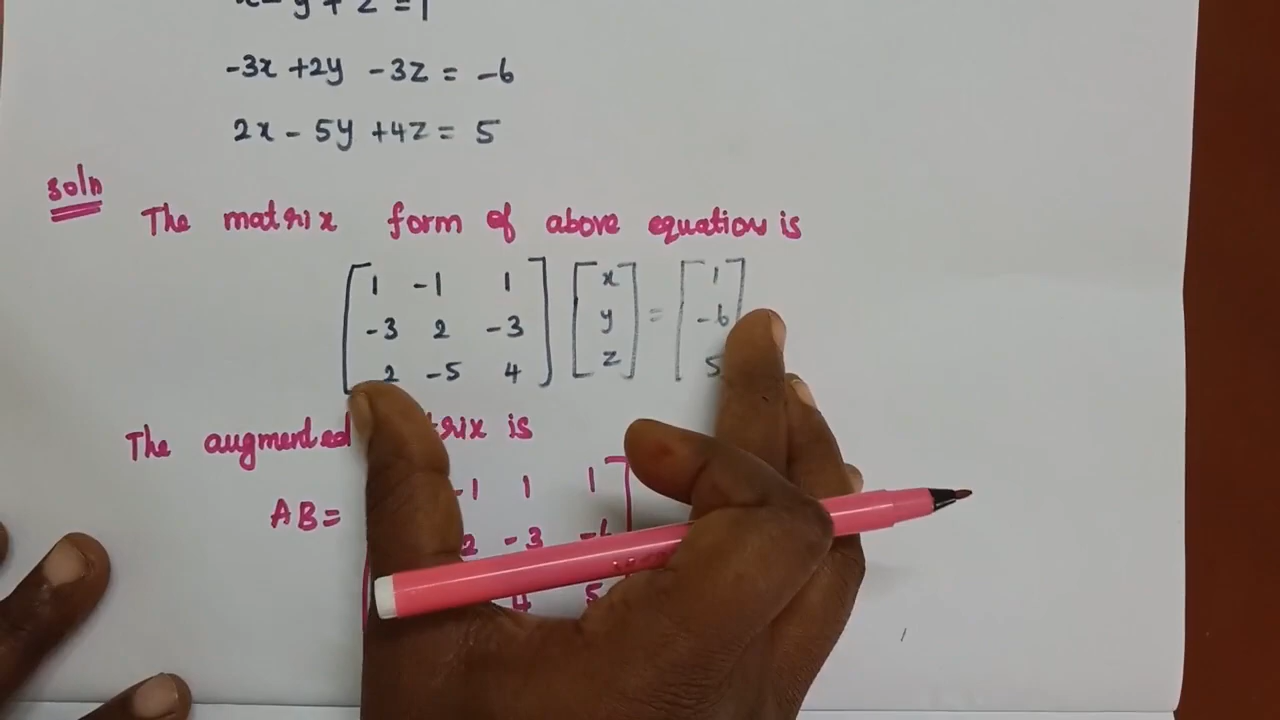 x - y + z = 1
-3x +2y -3z = -6
2x - 5y +4z = 5
soln
The matrix form of above equation is
1 -1 1 x 1
-3 2 -3 y = -6
2 -5 4 z 5
The augmented is
-1 1 1
AB=
2 -3 -6
4 5